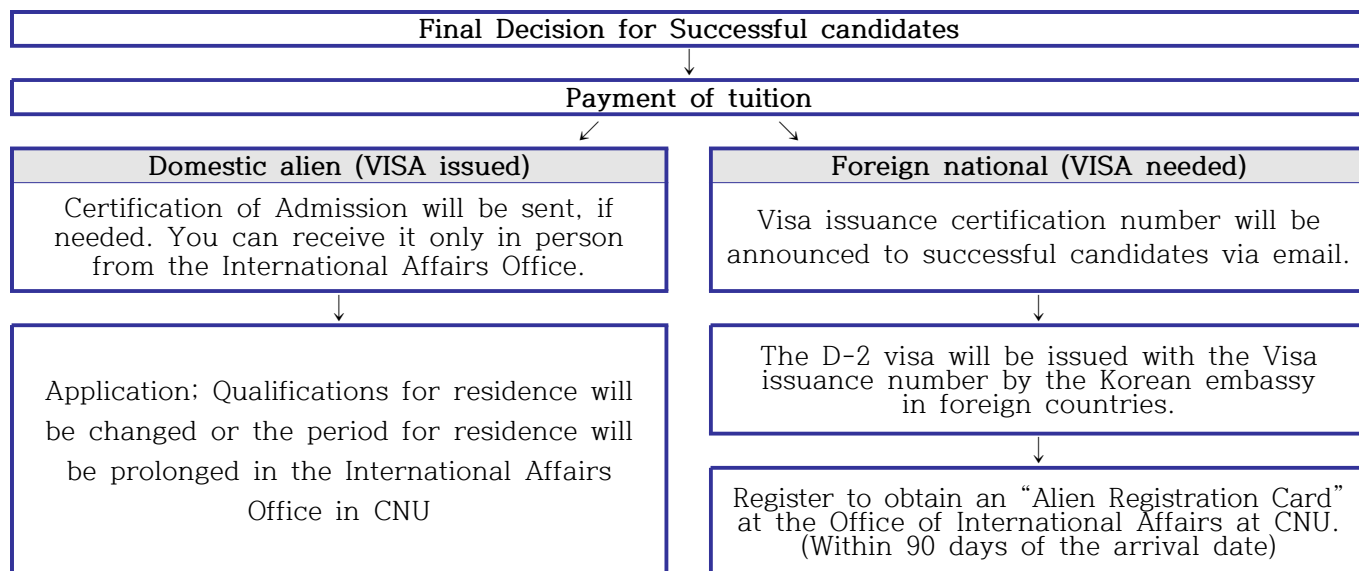 Final Decision for Successful candidates
↓
Payment of tuition
↙ ↘
Domestic alien (VISA issued)
Certification of Admission will be sent, if
needed. You can receive it only in person
from the International Affairs Office.
↓
Application; Qualifications for residence will
be changed or the period for residence will
be prolonged in the International Affairs
Office in CNU
Foreign national (VISA needed)
Visa issuance certification number will be
announced to successful candidates via email.
↓
The D-2 visa will be issued with the Visa
issuance number by the Korean embassy
in foreign countries.
↓
Register to obtain an “Alien Registration Card”
at the Office of International Affairs at CNU.
(Within 90 days of the arrival date)